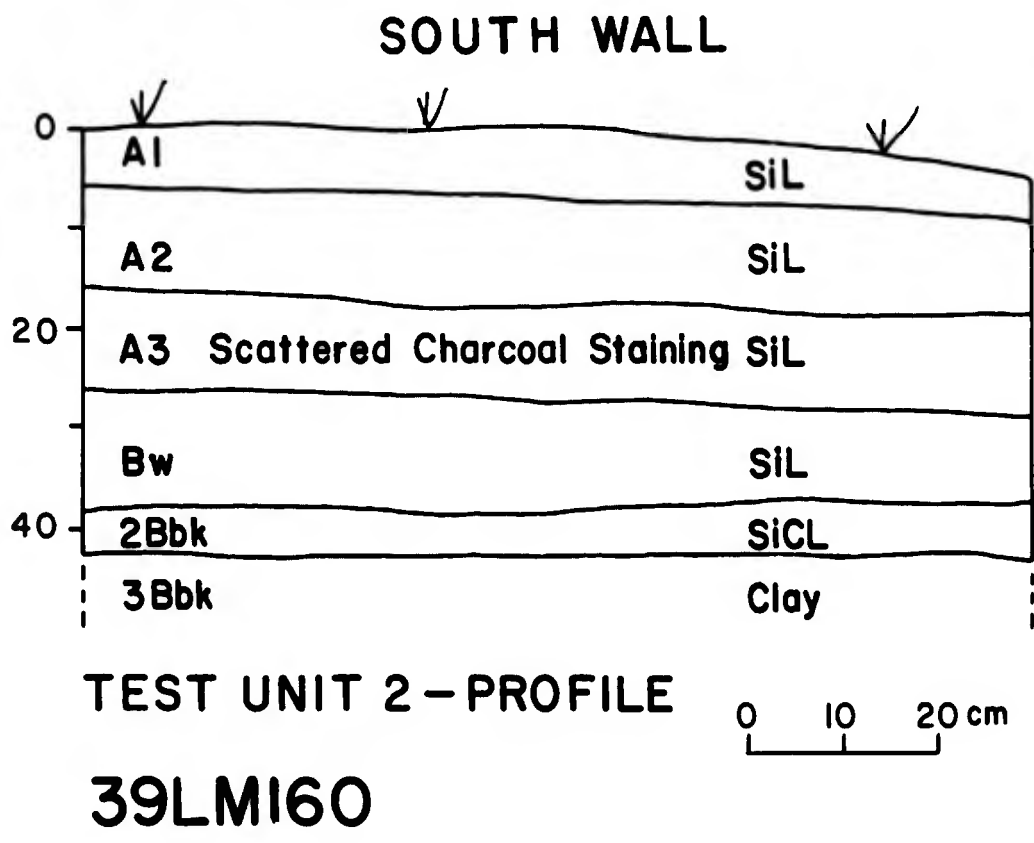 SOUTH WALL
0
A1 SiL
A2 SiL
20
A3 Scattered Charcoal Staining SiL
Bw SiL
40
2Bbk SiCL
3Bbk Clay
TEST UNIT 2-PROFILE
0 10 20 cm
39LM160